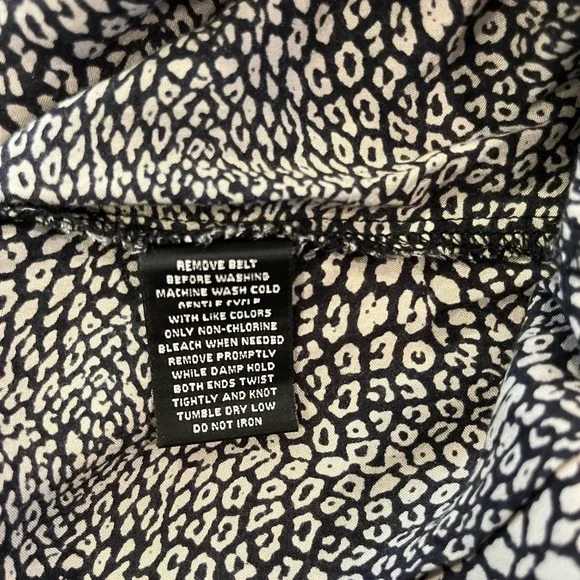 REMOVE BELT
BEFORE WASHING
MACHINE WASH COLD
GENTLE CYCLE
WITH LIKE COLORS
ONLY NON-CHLORINE
BLEACH WHEN NEEDED
REMOVE PROMPTLY
WHILE DAMP HOLD
BOTH ENDS TWIST
TIGHTLY AND KNOT
TUMBLE DRY LOW
DO NOT IRON